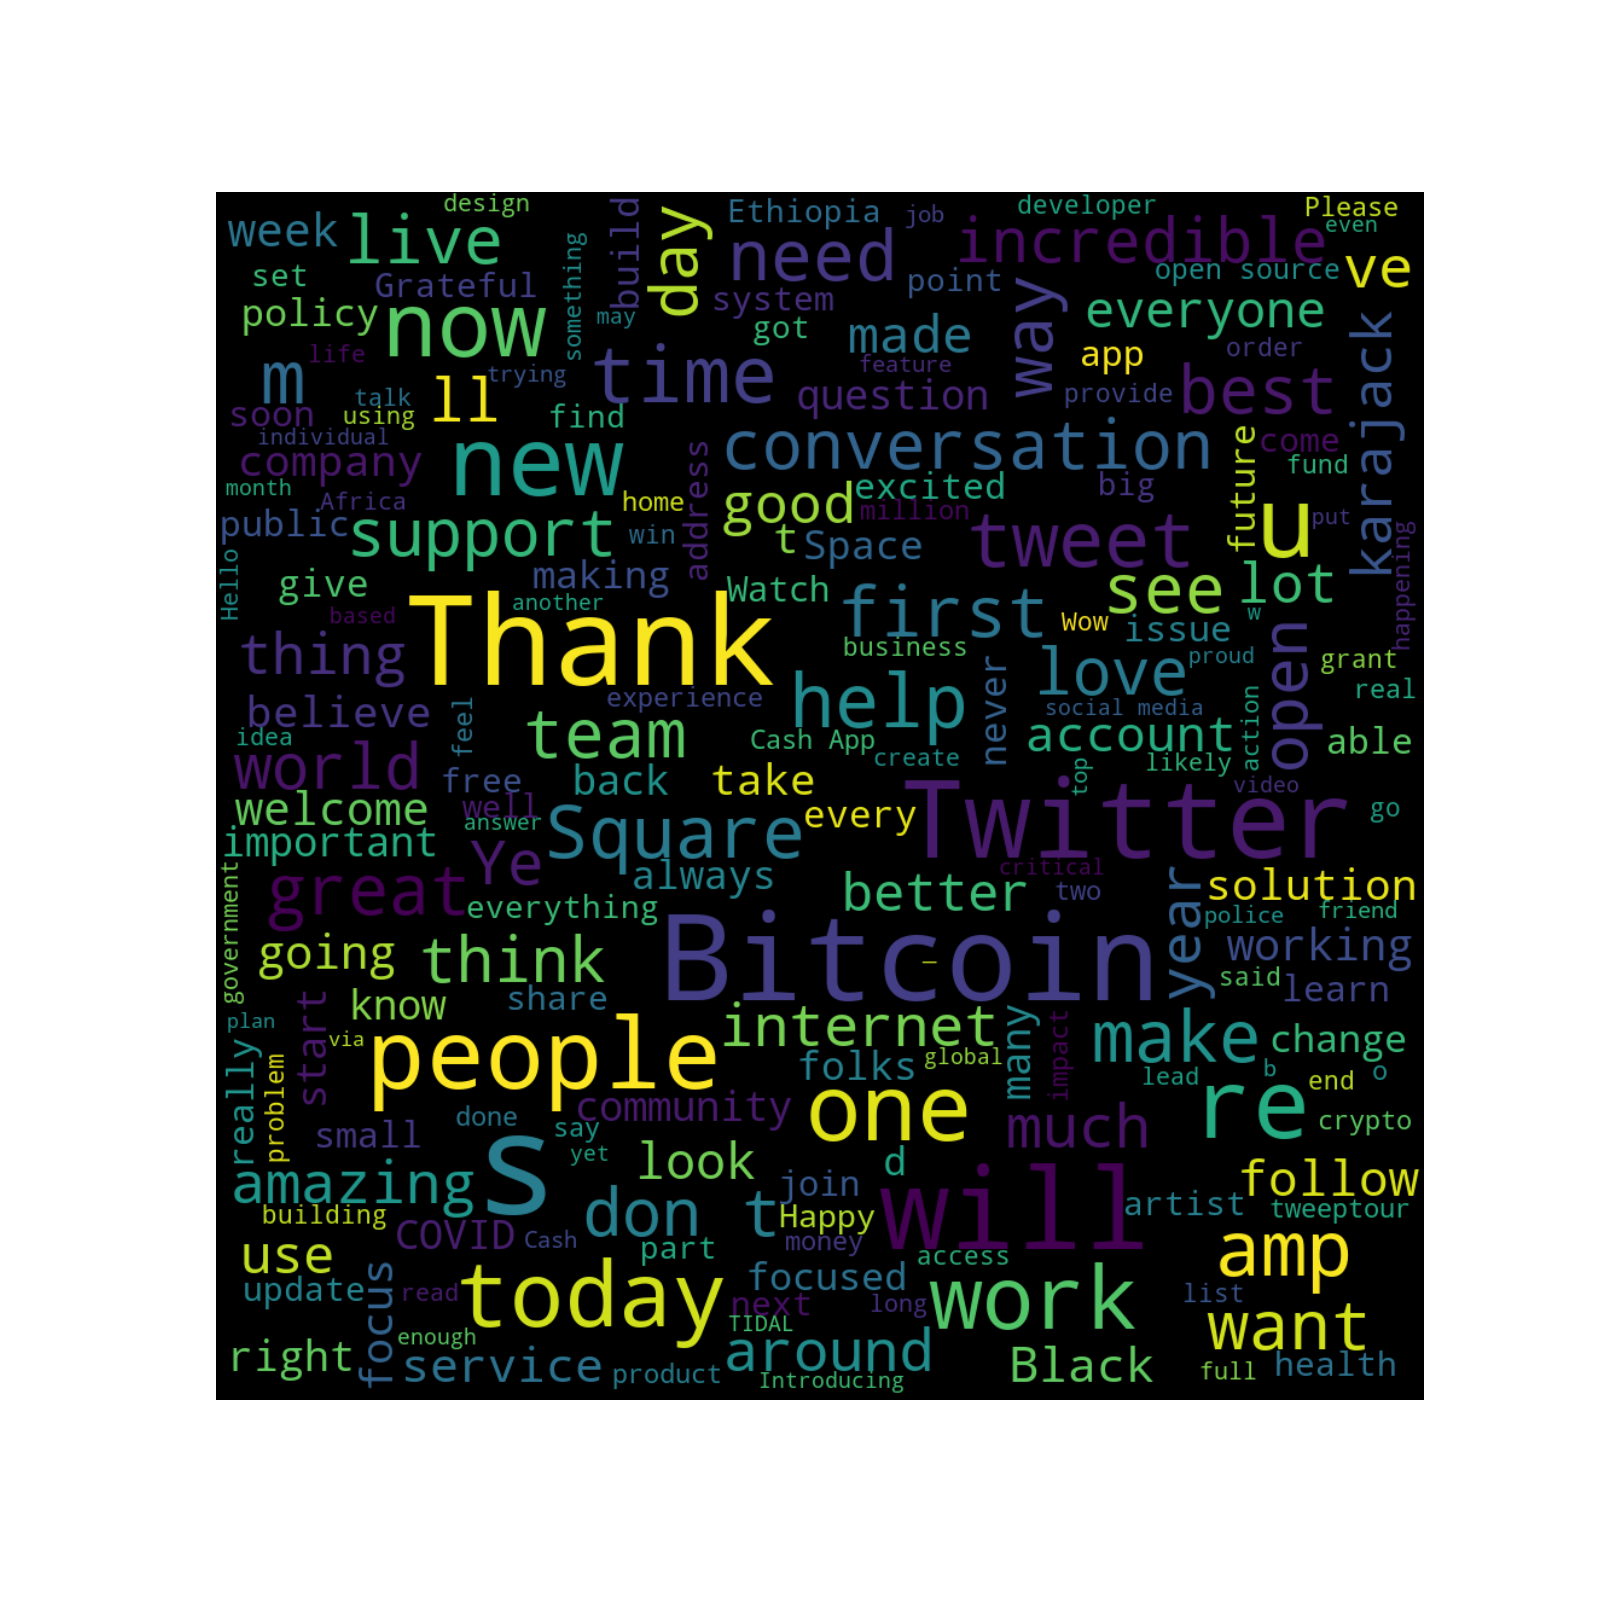 design
Ethiopia
job
developer
Please
even
week
live
something
build
day
need
incredible
open source
ve
set
Grateful
system
point
way
everyone
policy
now
may
got
made
karajack
life
trying
time
feature
app
order
m
talk
ll
question
provide
best
soon
using
find
individual
new
conversation
future
come
company
address
fund
month
Africa
home
good
excited
big
million
u
put
public
support
win
t
Space
tweet
happening
Hello
give
making
Watch
see
lot
based
another
first
Wow
w
Thank
business
issue
open
thing
love
proud
grant
experience
help
never
real
believe
feel
social media
action
idea
team
Cash App
account
able
world
create
top
likely
free
back
take
video
welcome
well
Square
every
Twitter
go
answer
important
Ye
great
always
critical
year
solution
government
everything
better
two
police
friend
going
think
Bitcoin
working
–
said
know
share
learn
start
internet
many
impact
make
change
plan
via
people
folks
global
really
problem
lead
b
o
end
one
re
done
community
much
crypto
small
say
yet
look
d
amazing
s
join
will
follow
building
don t
Happy
artist
tweeptour
COVID
Cash
part
money
access
amp
use
focus
update
read
today
focused
next
long
work
list
want
TIDAL
enough
around
right
service
product
Introducing
Black
full
health